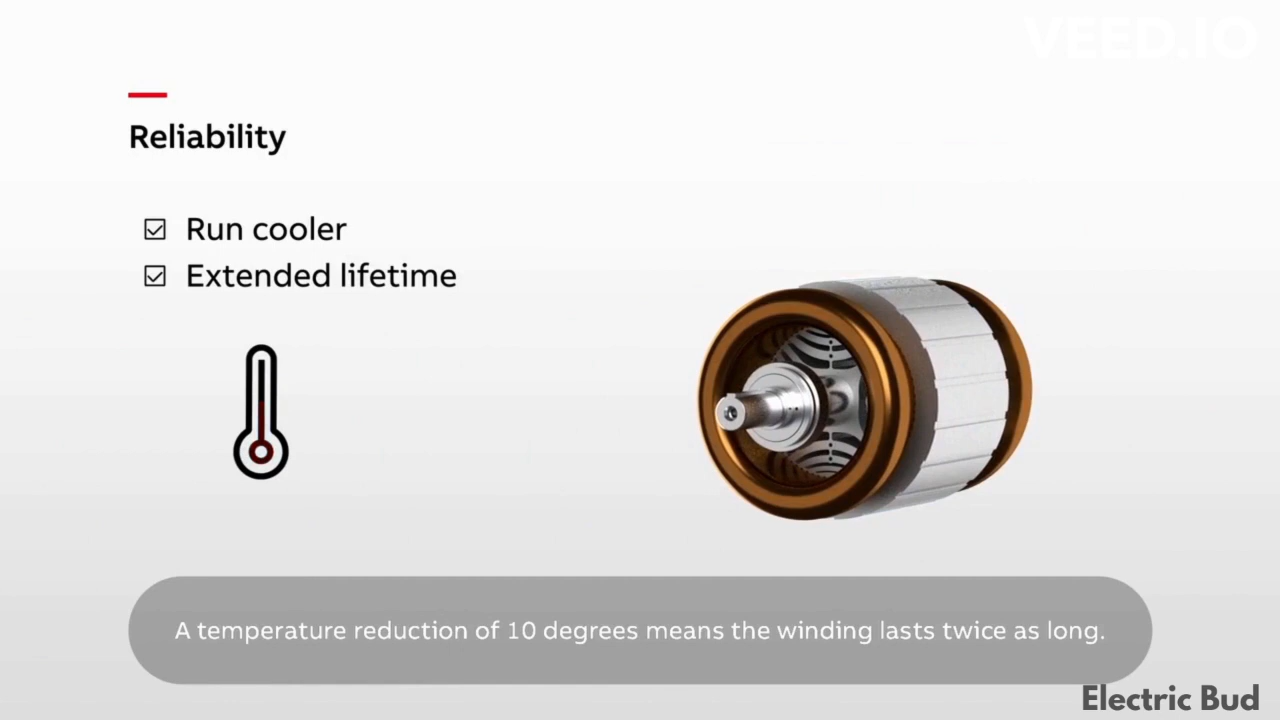 VEED.IO
Reliability
Run cooler
Extended lifetime
A temperature reduction of 10 degrees means the winding lasts twice as long.
Electric Bud